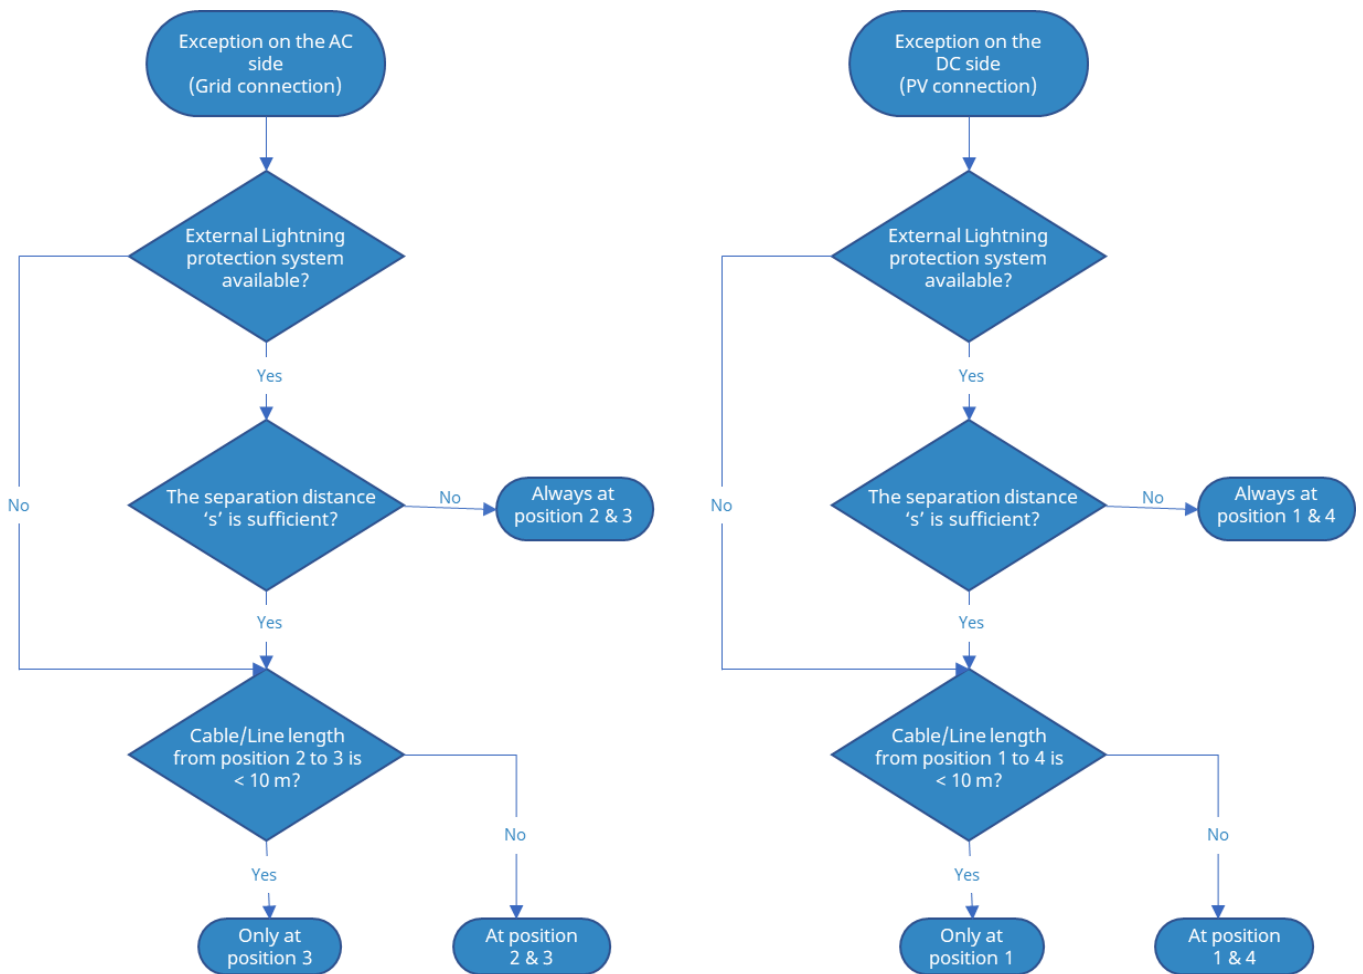 Exception on the AC
side
(Grid connection)
External Lightning
protection system
available?
Yes
No
The separation distance
‘s’ is sufficient?
No
Always at
position 2 & 3
Yes
Cable/Line length
from position 2 to 3 is
< 10 m?
No
Yes
Only at
position 3
At position
2 & 3
Exception on the
DC side
(PV connection)
External Lightning
protection system
available?
Yes
No
The separation distance
‘s’ is sufficient?
No
Always at
position 1 & 4
Yes
Cable/Line length
from position 1 to 4 is
< 10 m?
No
Yes
Only at
position 1
At position
1 & 4